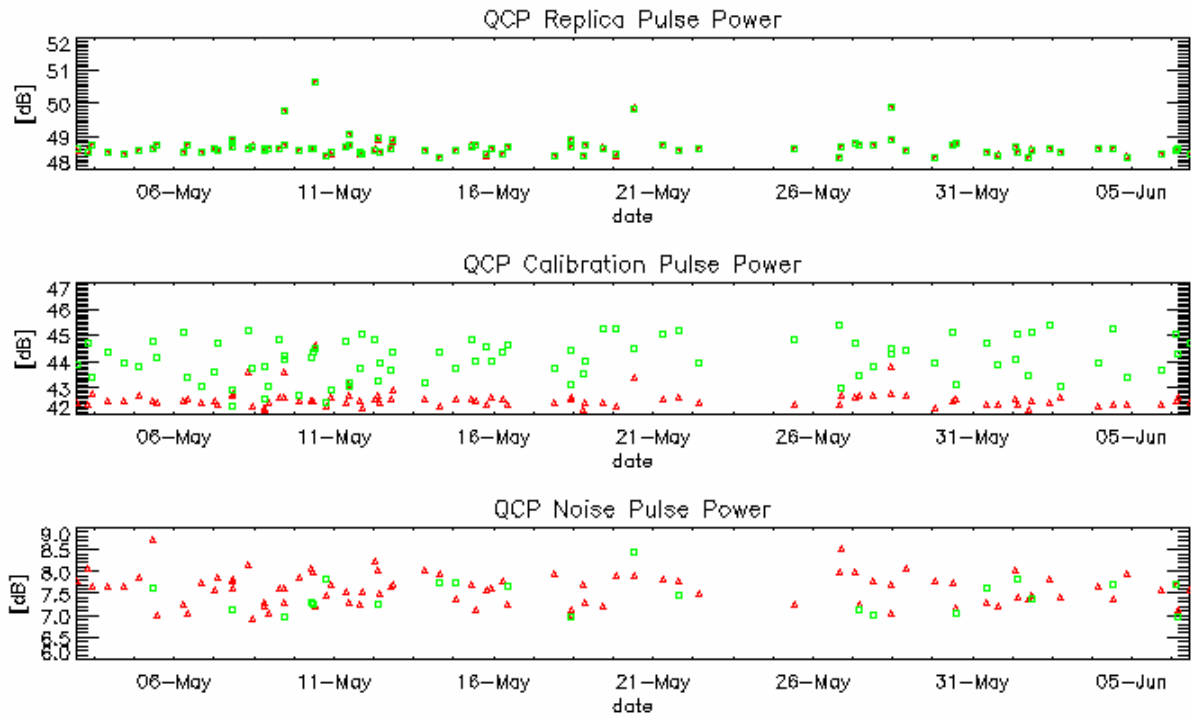 QCP Replica Pulse Power
52
51
50
49
48
[dB]
06-May 11-May 16-May 21-May 26-May 31-May 05-Jun
date
QCP Calibration Pulse Power
47
46
45
44
43
42
[dB]
06-May 11-May 16-May 21-May 26-May 31-May 05-Jun
date
QCP Noise Pulse Power
9.0
8.5
8.0
7.5
7.0
6.5
6.0
[dB]
06-May 11-May 16-May 21-May 26-May 31-May 05-Jun
date